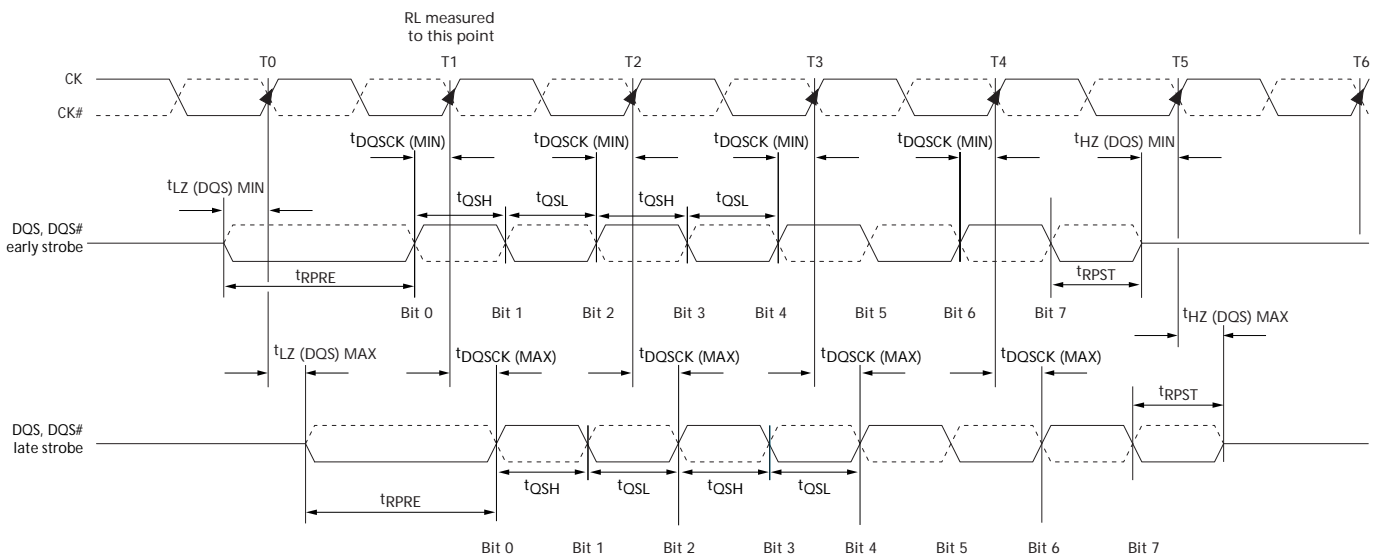 RL measured
to this point
T0 T1 T2 T3 T4 T5 T6
CK
CK#
tDQSCK (MIN) tDQSCK (MIN) tDQSCK (MIN) tDQSCK (MIN) tHZ (DQS) MIN
tLZ (DQS) MIN
tQSH tQSL tQSH tQSL
DQS, DQS#
early strobe
tRPRE tRPST
Bit 0 Bit 1 Bit 2 Bit 3 Bit 4 Bit 5 Bit 6 Bit 7
tHZ (DQS) MAX
tLZ (DQS) MAX tDQSCK (MAX) tDQSCK (MAX) tDQSCK (MAX) tDQSCK (MAX)
tRPST
DQS, DQS#
late strobe
tQSH tQSL tQSH tQSL
tRPRE
Bit 0 Bit 1 Bit 2 Bit 3 Bit 4 Bit 5 Bit 6 Bit 7